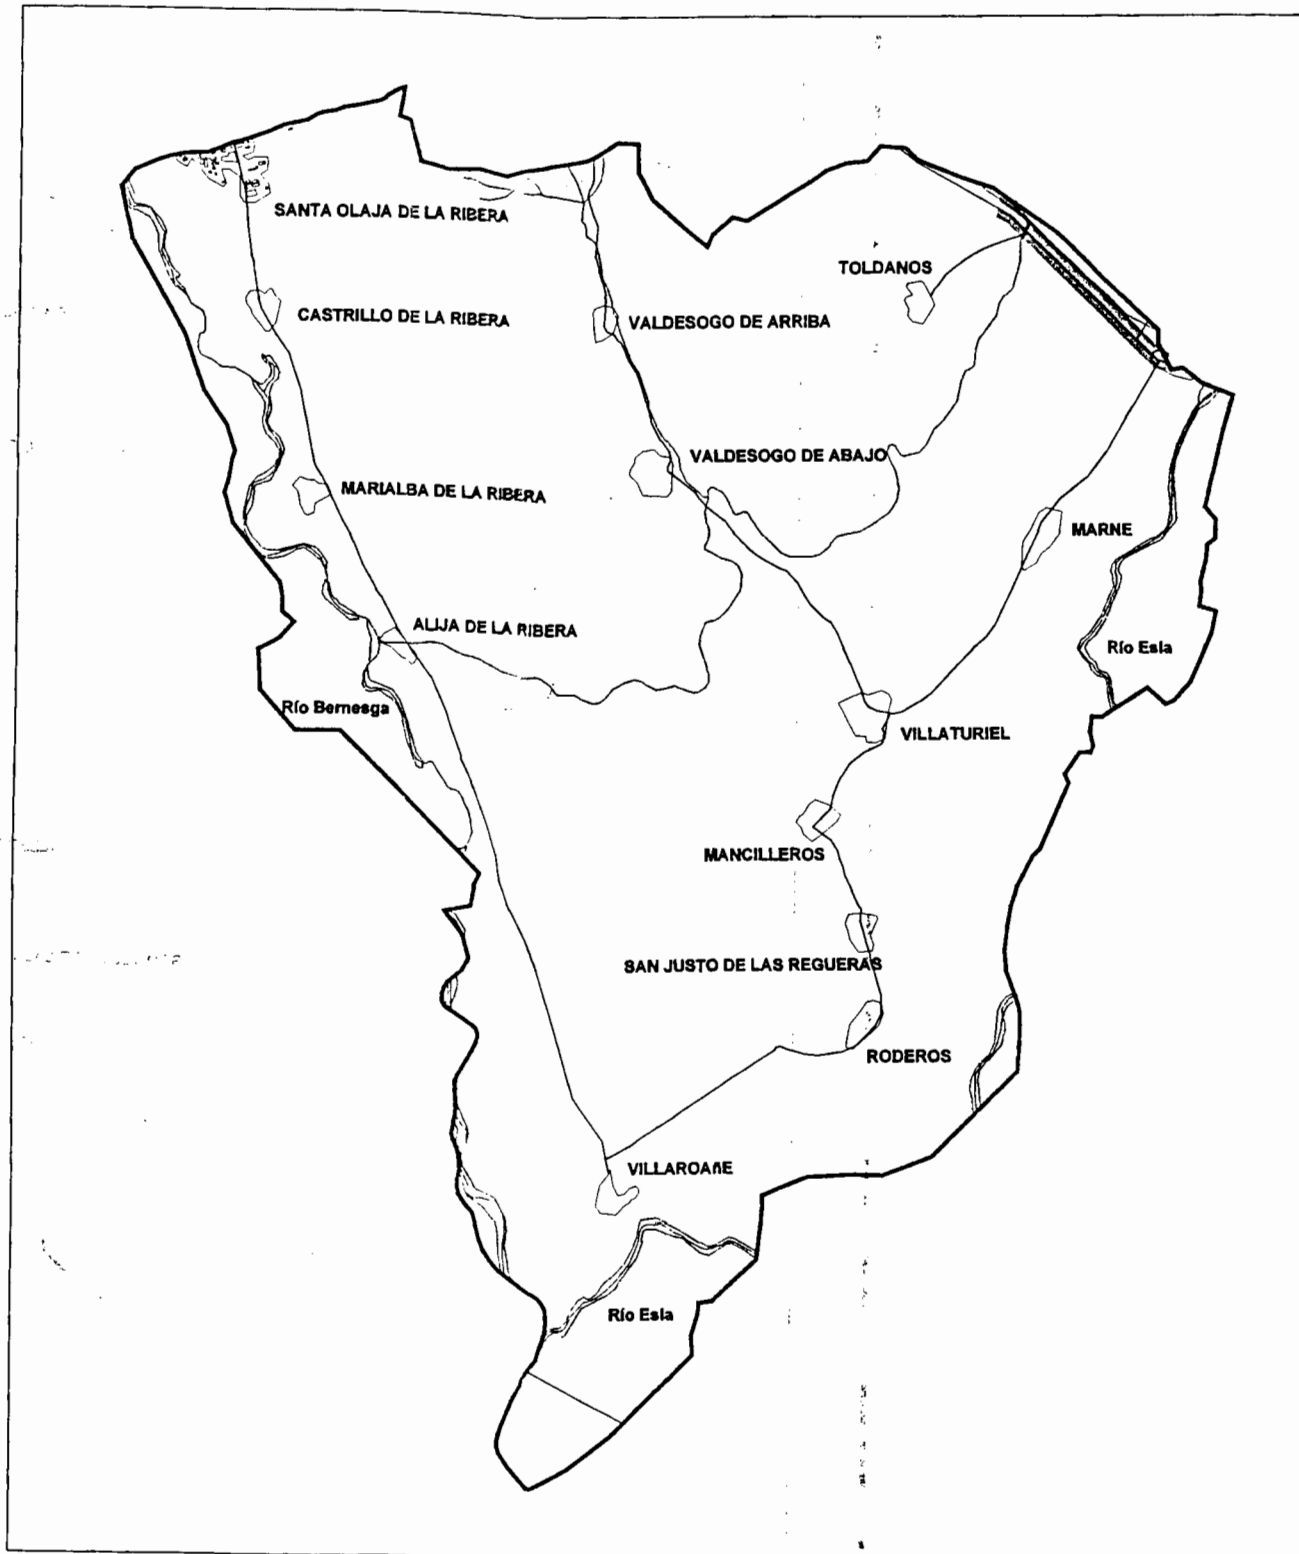 SANTA OLAJA DE LA RIBERA
TOLDANOS
CASTRILLO DE LA RIBERA
VALDESOGO DE ARRIBA
VALDESOGO DE ABAJO
MARIALBA DE LA RIBERA
MARNE
ALIJA DE LA RIBERA
Río Esla
Río Bernesga
VILLATURIEL
MANCILLEROS
SAN JUSTO DE LAS REGUERAS
RODEROS
VILLAROAñE
Río Esla